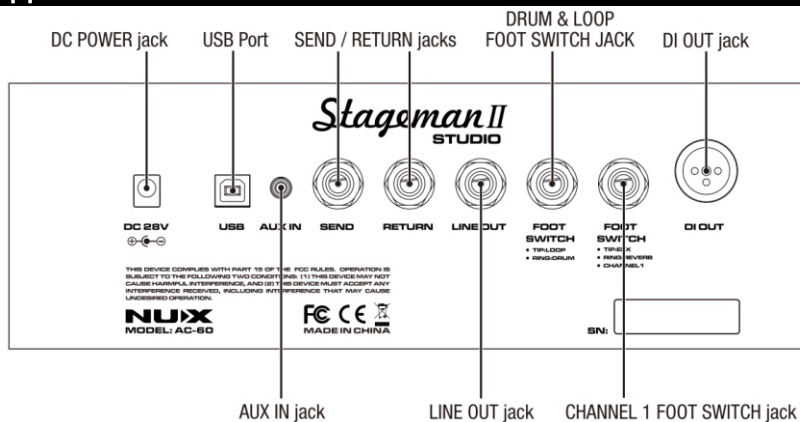 DRUM & LOOP
DC POWER jack USB Port SEND / RETURN jacks FOOT SWITCH JACK DI OUT jack
Stageman II
STUDIO
DC 28V USB AUX IN SEND RETURN LINE OUT FOOT SWITCH FOOT SWITCH DI OUT
• TIP:LOOP
• RING:DRUM
• RING:REVERB
• CHANNEL1
THIS DEVICE COMPLIES WITH PART 15 OF THE FCC RULES. OPERATION IS
SUBJECT TO THE FOLLOWING TWO CONDITIONS: (1) THIS DEVICE MAY NOT
CAUSE HARMFUL INTERFERENCE, AND (2) THIS DEVICE MUST ACCEPT ANY
INTERFERENCE RECEIVED, INCLUDING INTERFERENCE THAT MAY CAUSE
UNDESIRED OPERATION.
NUX
MODEL: AC-60
FC CE
MADE IN CHINA
SN:
AUX IN jack LINE OUT jack CHANNEL 1 FOOT SWITCH jack